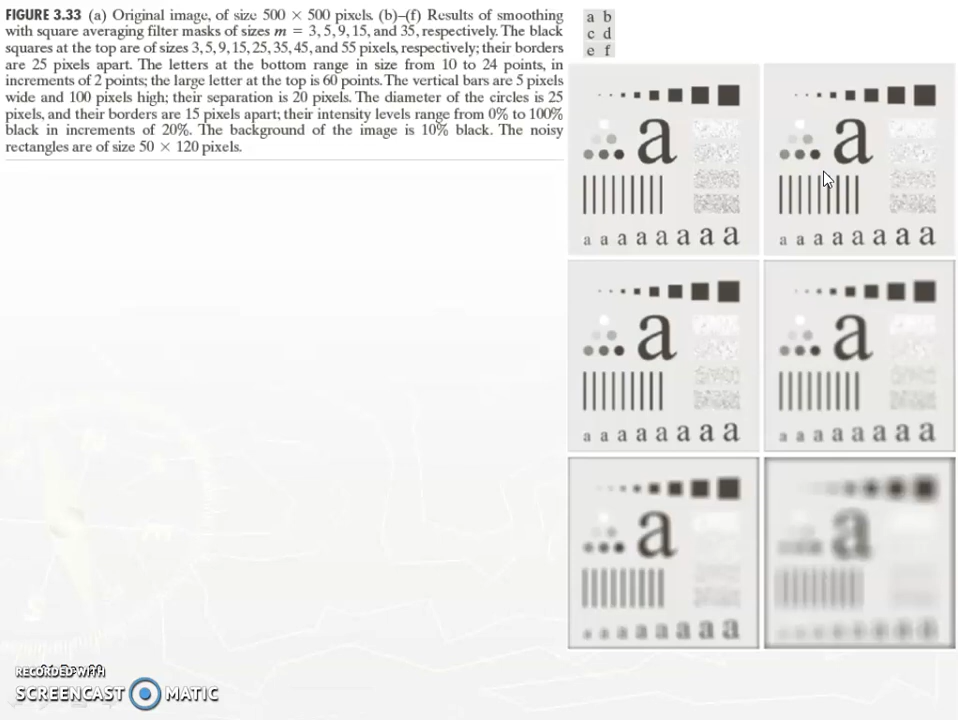 FIGURE 3.33 (a) Original image, of size 500 × 500 pixels. (b)–(f) Results of smoothing
with square averaging filter masks of sizes m = 3, 5, 9, 15, and 35, respectively. The black
squares at the top are of sizes 3, 5, 9, 15, 25, 35, 45, and 55 pixels, respectively; their borders
are 25 pixels apart. The letters at the bottom range in size from 10 to 24 points, in
increments of 2 points; the large letter at the top is 60 points. The vertical bars are 5 pixels
wide and 100 pixels high; their separation is 20 pixels. The diameter of the circles is 25
pixels, and their borders are 15 pixels apart; their intensity levels range from 0% to 100%
black in increments of 20%. The background of the image is 10% black. The noisy
rectangles are of size 50 × 120 pixels.
a b
c d
e f
a
a
a a a a a a a a
a a a a a a a a
a
a
a a a a a a a a
a a a a a a a a
a
a
a a a a a a a a
RECORDED WITH
SCREENCAST MATIC